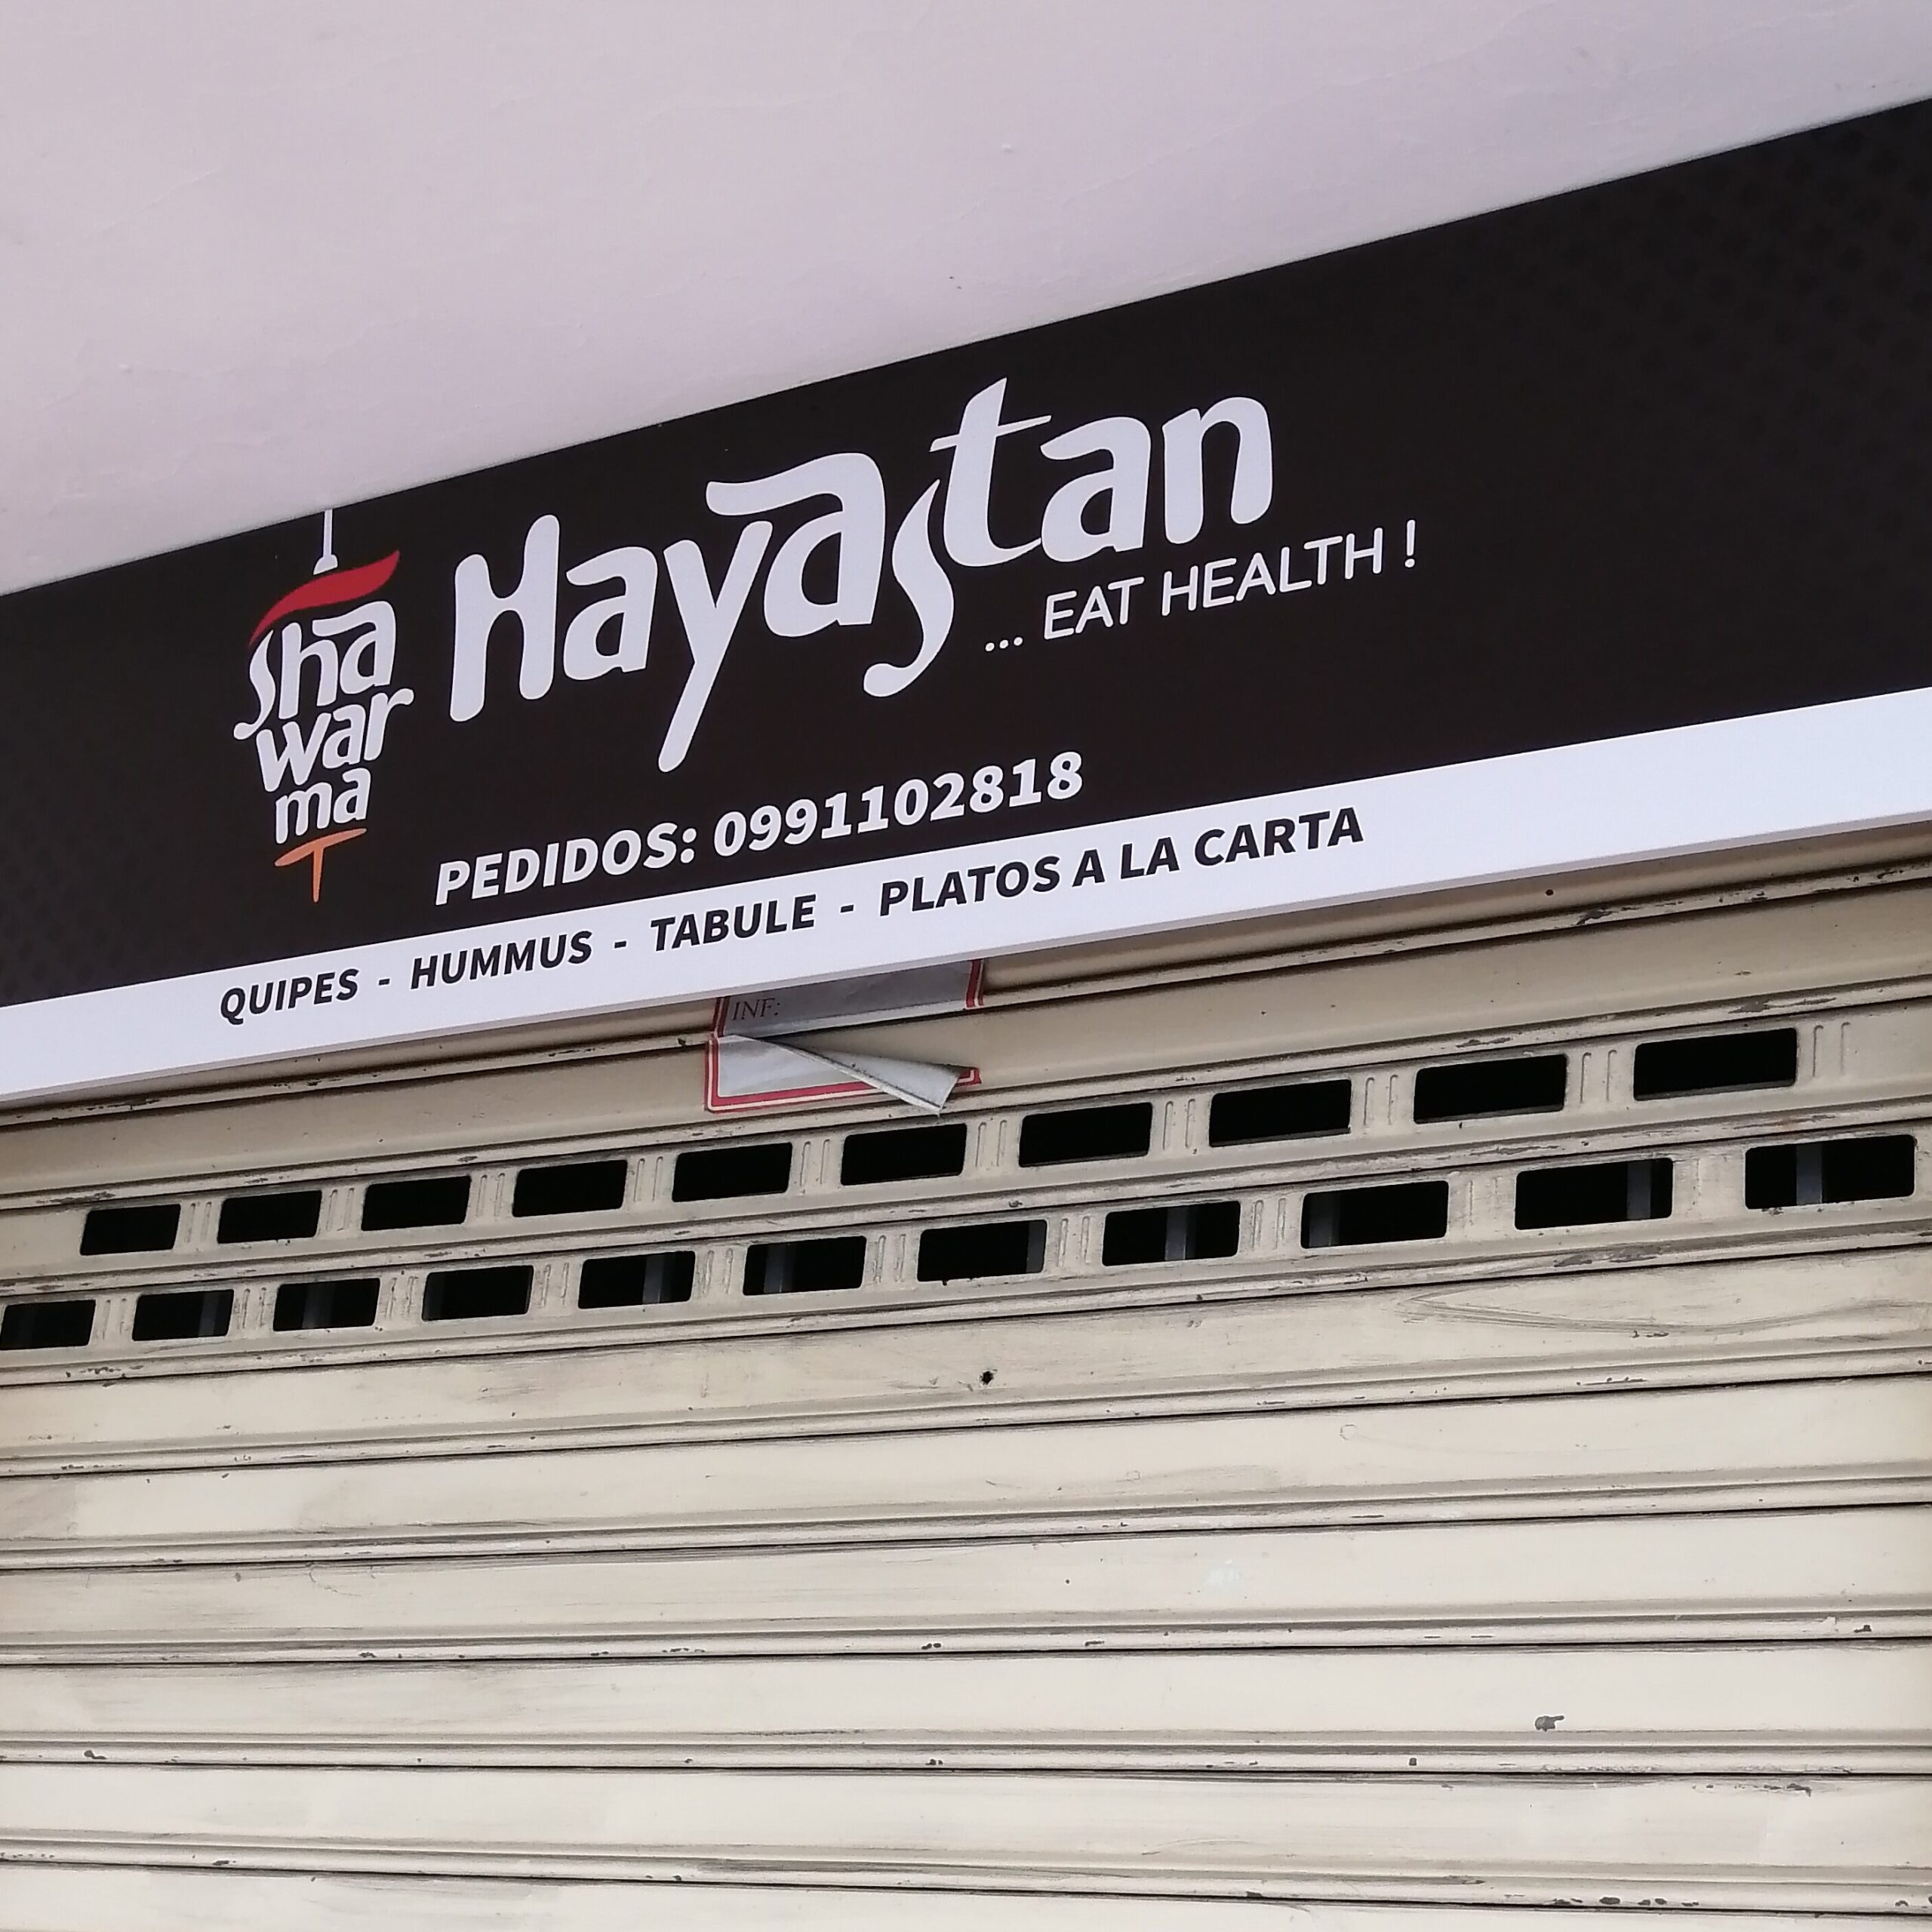 sha
war
ma
Hayastan
... EAT HEALTH !
PEDIDOS: 0991102818
QUIPES - HUMMUS - TABULE - PLATOS A LA CARTA
INF: